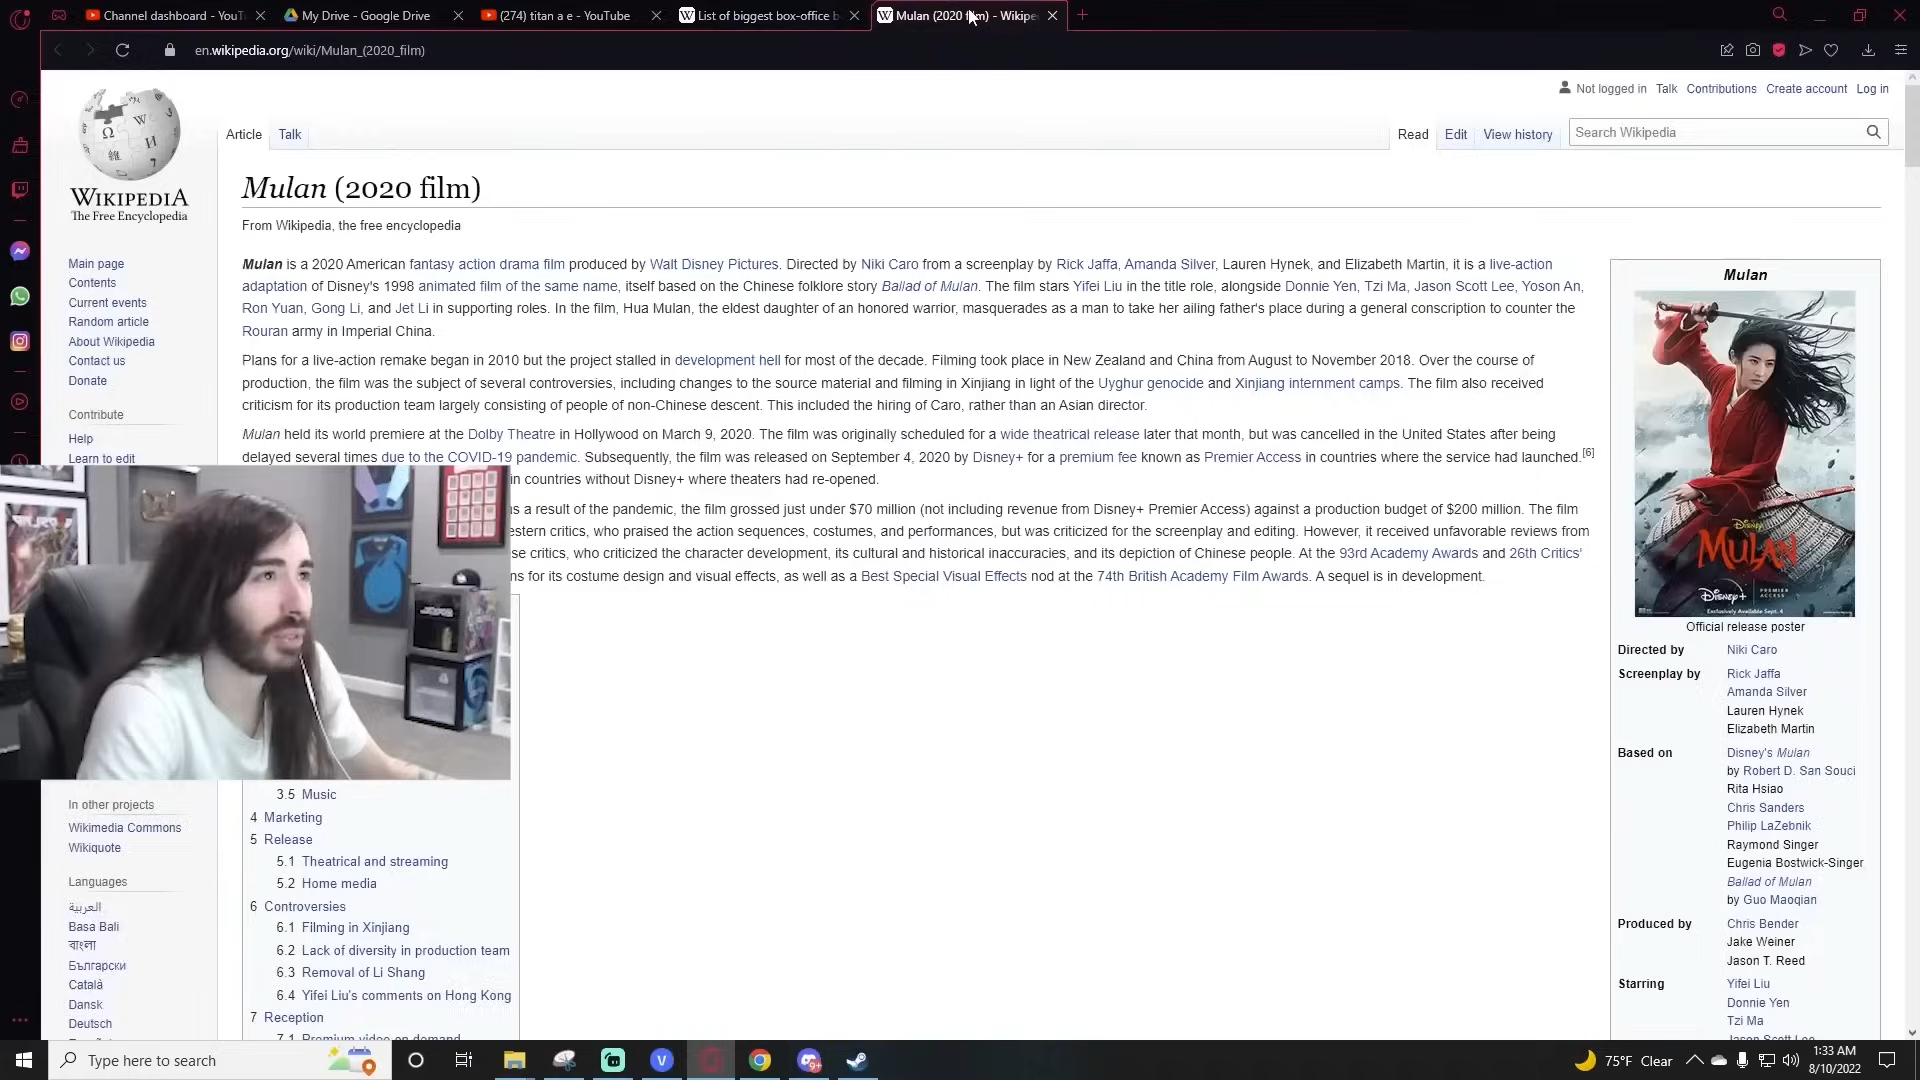 Channel dashboard - YouT
My Drive - Google Drive
(274) titan a e - YouTube
List of biggest box-office b
Mulan (2020 film) - Wikipe
en.wikipedia.org/wiki/Mulan_(2020_film)
Not logged in Talk Contributions Create account Log in
Article Talk
Read Edit View history
Search Wikipedia
WIKIPEDIA
The Free Encyclopedia
Main page
Contents
Current events
Random article
About Wikipedia
Contact us
Donate
Contribute
Help
Learn to edit
Mulan (2020 film)
From Wikipedia, the free encyclopedia
Mulan is a 2020 American fantasy action drama film produced by Walt Disney Pictures. Directed by Niki Caro from a screenplay by Rick Jaffa, Amanda Silver, Lauren Hynek, and Elizabeth Martin, it is a live-action
adaptation of Disney's 1998 animated film of the same name, itself based on the Chinese folklore story Ballad of Mulan. The film stars Yifei Liu in the title role, alongside Donnie Yen, Tzi Ma, Jason Scott Lee, Yoson An,
Ron Yuan, Gong Li, and Jet Li in supporting roles. In the film, Hua Mulan, the eldest daughter of an honored warrior, masquerades as a man to take her ailing father's place during a general conscription to counter the
Rouran army in Imperial China.
Plans for a live-action remake began in 2010 but the project stalled in development hell for most of the decade. Filming took place in New Zealand and China from August to November 2018. Over the course of
production, the film was the subject of several controversies, including changes to the source material and filming in Xinjiang in light of the Uyghur genocide and Xinjiang internment camps. The film also received
criticism for its production team largely consisting of people of non-Chinese descent. This included the hiring of Caro, rather than an Asian director.
Mulan held its world premiere at the Dolby Theatre in Hollywood on March 9, 2020. The film was originally scheduled for a wide theatrical release later that month, but was cancelled in the United States after being
delayed several times due to the COVID-19 pandemic. Subsequently, the film was released on September 4, 2020 by Disney+ for a premium fee known as Premier Access in countries where the service had launched.[6]
in countries without Disney+ where theaters had re-opened.
as a result of the pandemic, the film grossed just under $70 million (not including revenue from Disney+ Premier Access) against a production budget of $200 million. The film
estern critics, who praised the action sequences, costumes, and performances, but was criticized for the screenplay and editing. However, it received unfavorable reviews from
se critics, who criticized the character development, its cultural and historical inaccuracies, and its depiction of Chinese people. At the 93rd Academy Awards and 26th Critics'
ns for its costume design and visual effects, as well as a Best Special Visual Effects nod at the 74th British Academy Film Awards. A sequel is in development.
Mulan
Disney
MULAN
Disney+ PREMIER ACCESS
Exclusively Available Sept. 4
Official release poster
Directed by Niki Caro
Screenplay by Rick Jaffa
Amanda Silver
Lauren Hynek
Elizabeth Martin
Based on Disney's Mulan
by Robert D. San Souci
Rita Hsiao
Chris Sanders
Philip LaZebnik
Raymond Singer
Eugenia Bostwick-Singer
Ballad of Mulan
by Guo Maoqian
Produced by Chris Bender
Jake Weiner
Jason T. Reed
Starring Yifei Liu
Donnie Yen
Tzi Ma
Jason Scott Lee
In other projects
Wikimedia Commons
Wikiquote
Languages
العربية
Basa Bali
বাংলা
Български
Català
Dansk
Deutsch
3.5 Music
4 Marketing
5 Release
5.1 Theatrical and streaming
5.2 Home media
6 Controversies
6.1 Filming in Xinjiang
6.2 Lack of diversity in production team
6.3 Removal of Li Shang
6.4 Yifei Liu's comments on Hong Kong
7 Reception
7.1 Premium video on demand
Type here to search
9+
75°F Clear
1:33 AM
8/10/2022